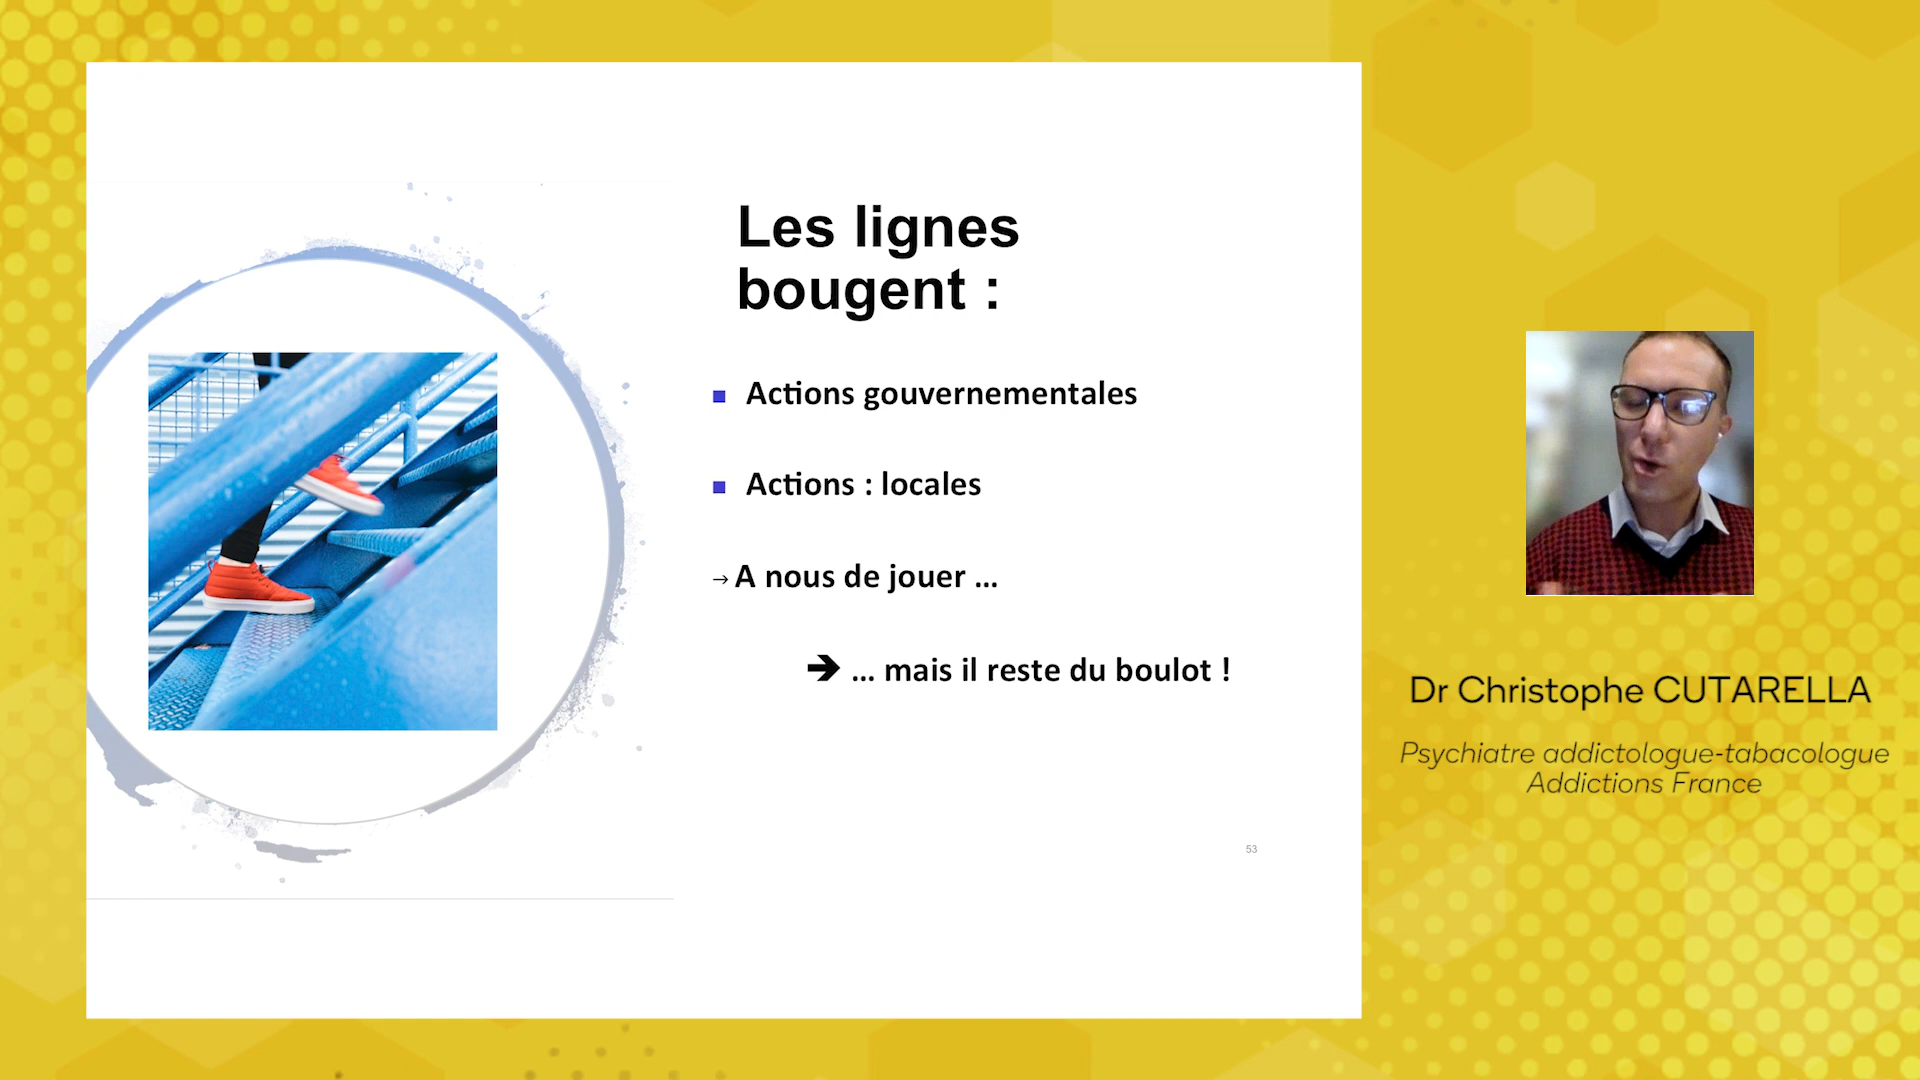 Les lignes
bougent :
■ Actions gouvernementales
■ Actions : locales
→ A nous de jouer ...
➔ ... mais il reste du boulot !
53
Dr Christophe CUTARELLA
Psychiatre addictologue-tabacologue
Addictions France